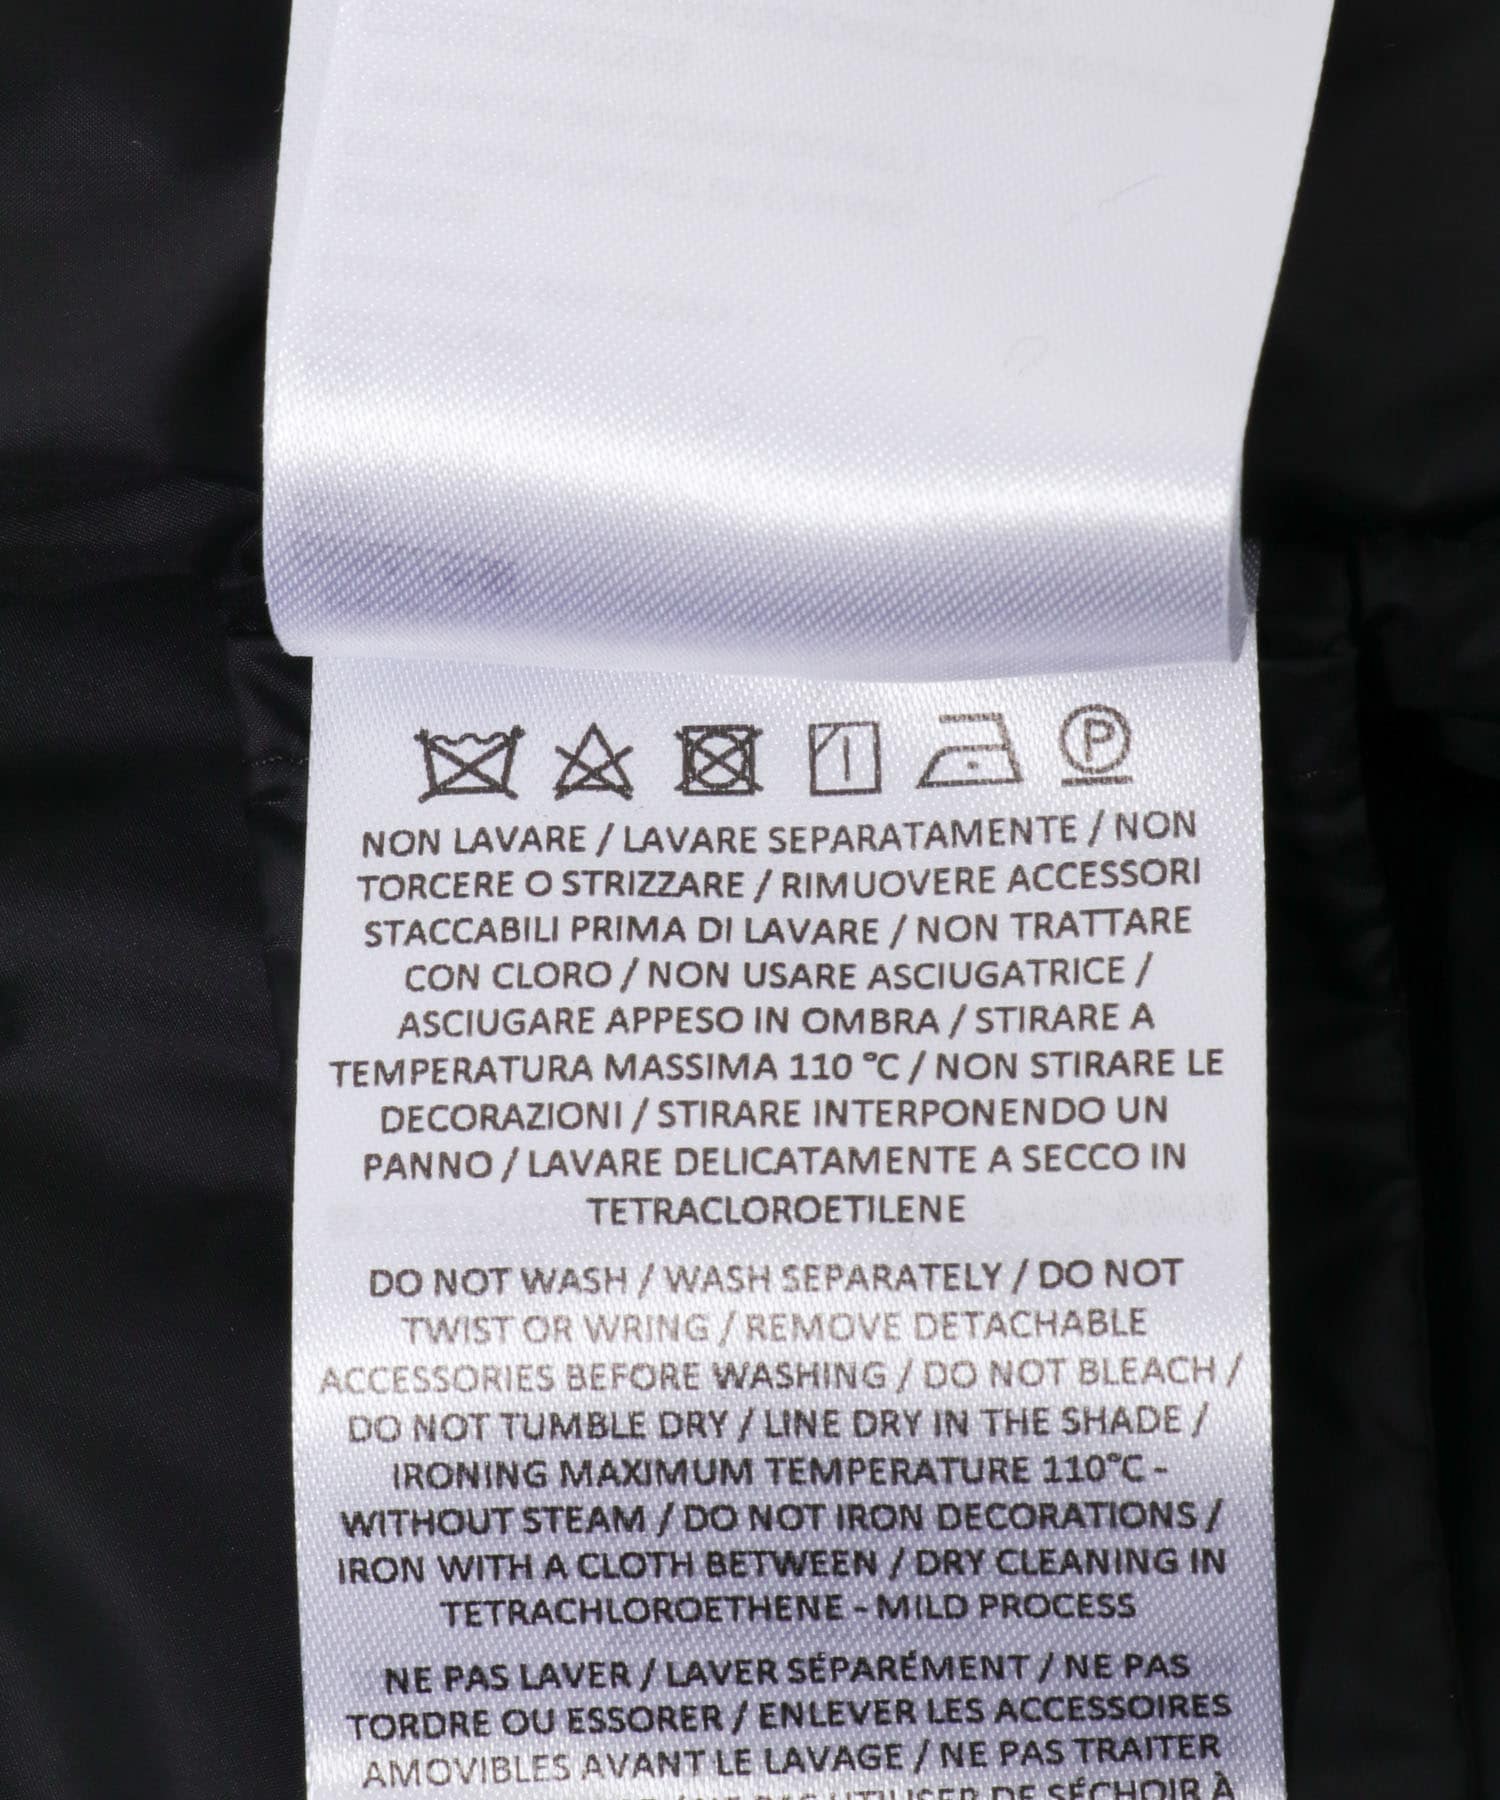 P
NON LAVARE / LAVARE SEPARATAMENTE / NON
TORCERE O STRIZZARE / RIMUOVERE ACCESSORI
STACCABILI PRIMA DI LAVARE / NON TRATTARE
CON CLORO / NON USARE ASCIUGATRICE /
ASCIUGARE APPESO IN OMBRA / STIRARE A
TEMPERATURA MASSIMA 110 °C / NON STIRARE LE
DECORAZIONI / STIRARE INTERPONENDO UN
PANNO / LAVARE DELICATAMENTE A SECCO IN
TETRACLOROETILENE
DO NOT WASH / WASH SEPARATELY / DO NOT
TWIST OR WRING / REMOVE DETACHABLE
ACCESSORIES BEFORE WASHING / DO NOT BLEACH /
DO NOT TUMBLE DRY / LINE DRY IN THE SHADE /
IRONING MAXIMUM TEMPERATURE 110°C -
WITHOUT STEAM / DO NOT IRON DECORATIONS /
IRON WITH A CLOTH BETWEEN / DRY CLEANING IN
TETRACHLOROETHENE - MILD PROCESS
NE PAS LAVER / LAVER SÉPARÉMENT / NE PAS
TORDRE OU ESSORER / ENLEVER LES ACCESSOIRES
AMOVIBLES AVANT LE LAVAGE / NE PAS TRAITER
UTILISER DE SÉCHOIR À